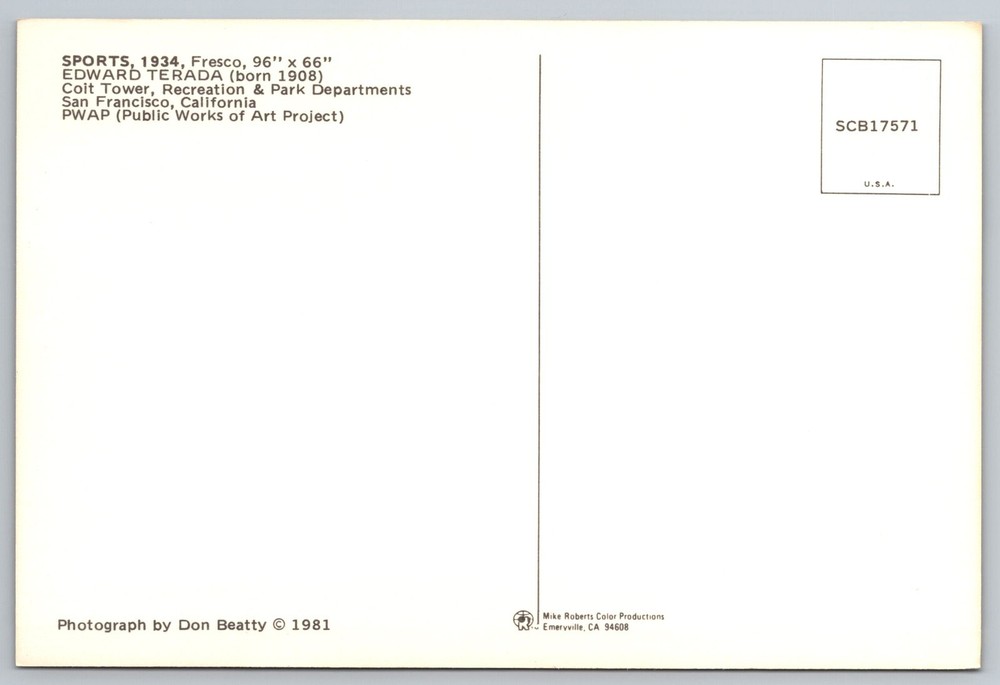 SPORTS, 1934, Fresco, 96" x 66"
EDWARD TERADA (born 1908)
Coit Tower, Recreation & Park Departments
San Francisco, California
PWAP (Public Works of Art Project)
SCB17571
U.S.A.
Photograph by Don Beatty © 1981
Mike Roberts Color Productions
Emeryville, CA 94608